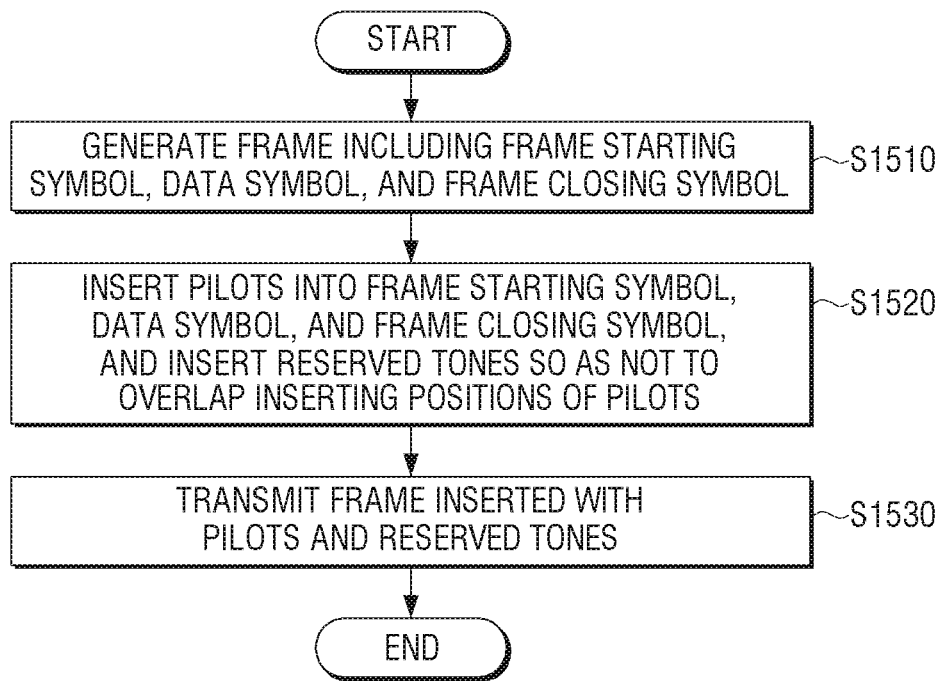 START
GENERATE FRAME INCLUDING FRAME STARTING
SYMBOL, DATA SYMBOL, AND FRAME CLOSING SYMBOL
S1510
INSERT PILOTS INTO FRAME STARTING SYMBOL,
DATA SYMBOL, AND FRAME CLOSING SYMBOL,
AND INSERT RESERVED TONES SO AS NOT TO
OVERLAP INSERTING POSITIONS OF PILOTS
S1520
TRANSMIT FRAME INSERTED WITH
PILOTS AND RESERVED TONES
S1530
END